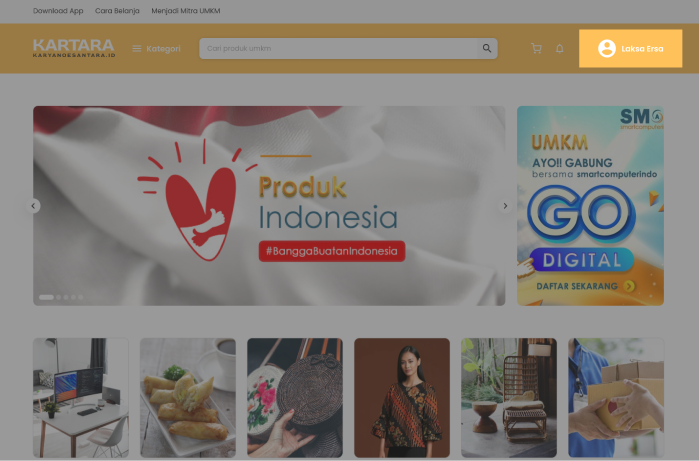 Download App Cara Belanja Menjadi Mitra UMKM
KARTARA
KARYANUSANTARA.ID
Kategori
Cari produk umkm
Laksa Ersa
Produk
Indonesia
#BanggaBuatanIndonesia
SM
smartcomputer
UMKM
AYO!! GABUNG
bersama smartcomputerindo
GO
DIGITAL
DAFTAR SEKARANG